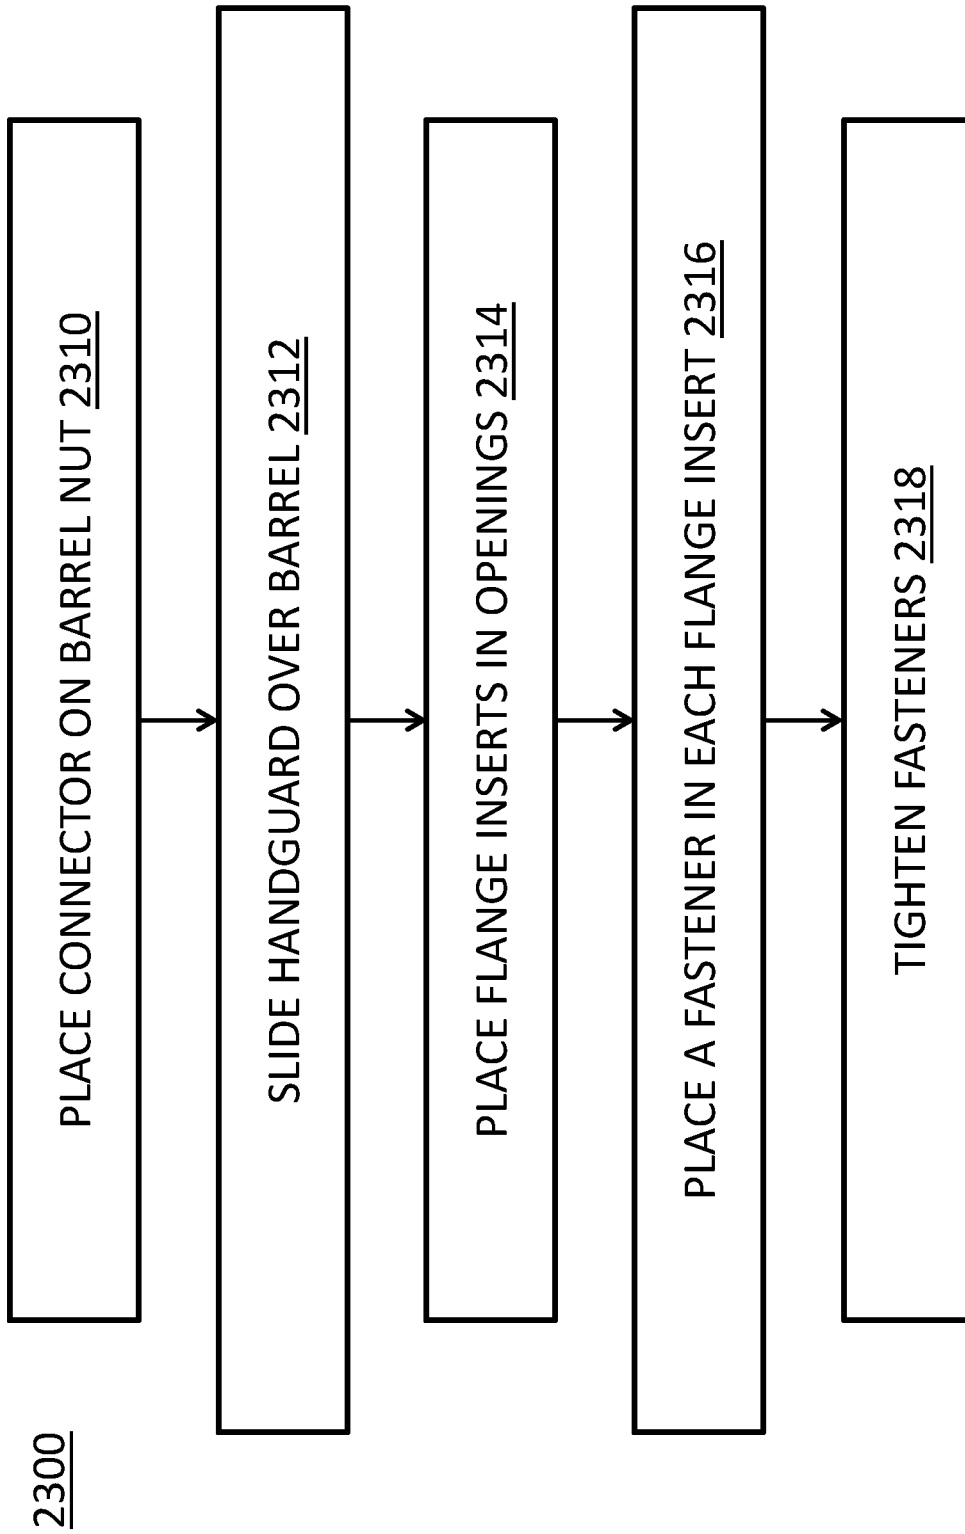 2300
PLACE CONNECTOR ON BARREL NUT 2310
SLIDE HANDGUARD OVER BARREL 2312
PLACE FLANGE INSERTS IN OPENINGS 2314
PLACE A FASTENER IN EACH FLANGE INSERT 2316
TIGHTEN FASTENERS 2318